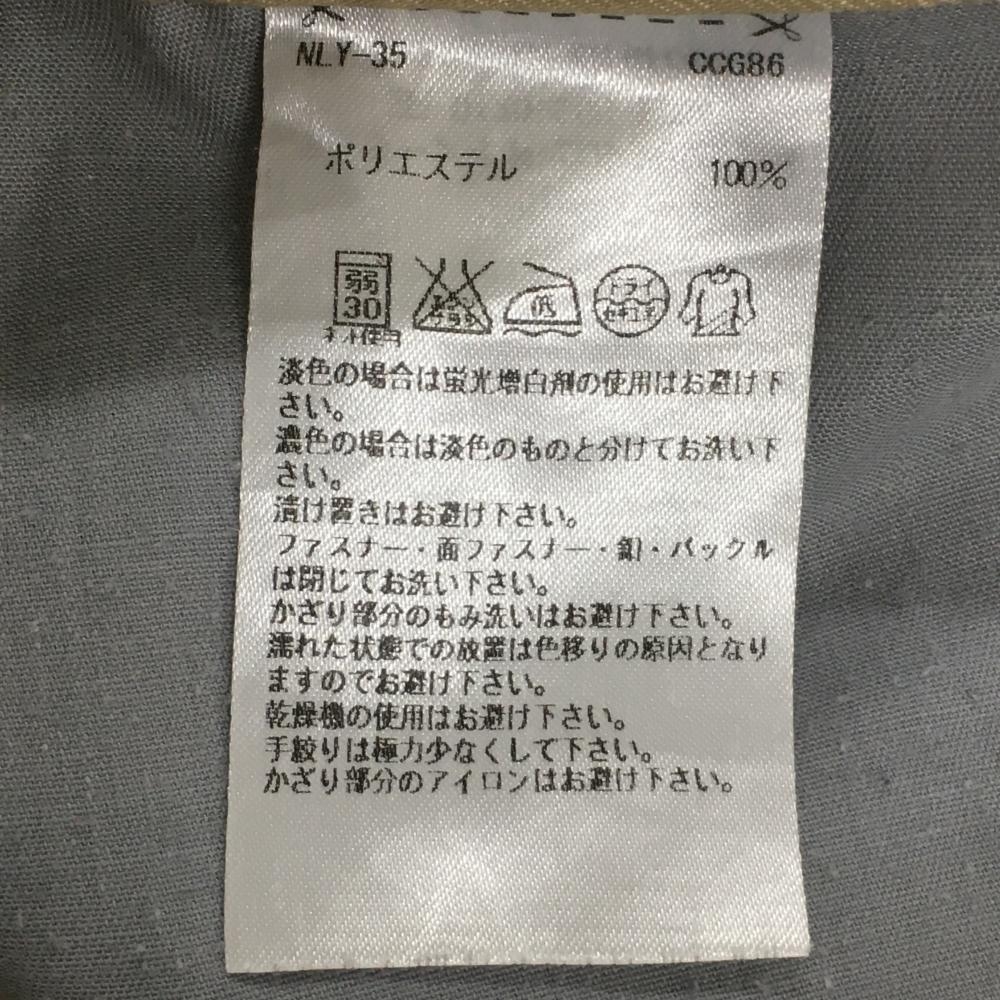 NLY-35 CCG86
ポリエステル 100%
弱
30
ネット使用
エンソ
サラシ
低
ドライ
セキユ系
淡色の場合は蛍光増白剤の使用はお避け下
さい。
濃色の場合は淡色のものと分けてお洗い下
さい。
漬け置きはお避け下さい。
ファスナー・面ファスナー・釦・バックル
は閉じてお洗い下さい。
かざり部分のもみ洗いはお避け下さい。
濡れた状態での放置は色移りの原因となり
ますのでお避け下さい。
乾燥機の使用はお避け下さい。
手絞りは極力少なくして下さい。
かざり部分のアイロンはお避け下さい。